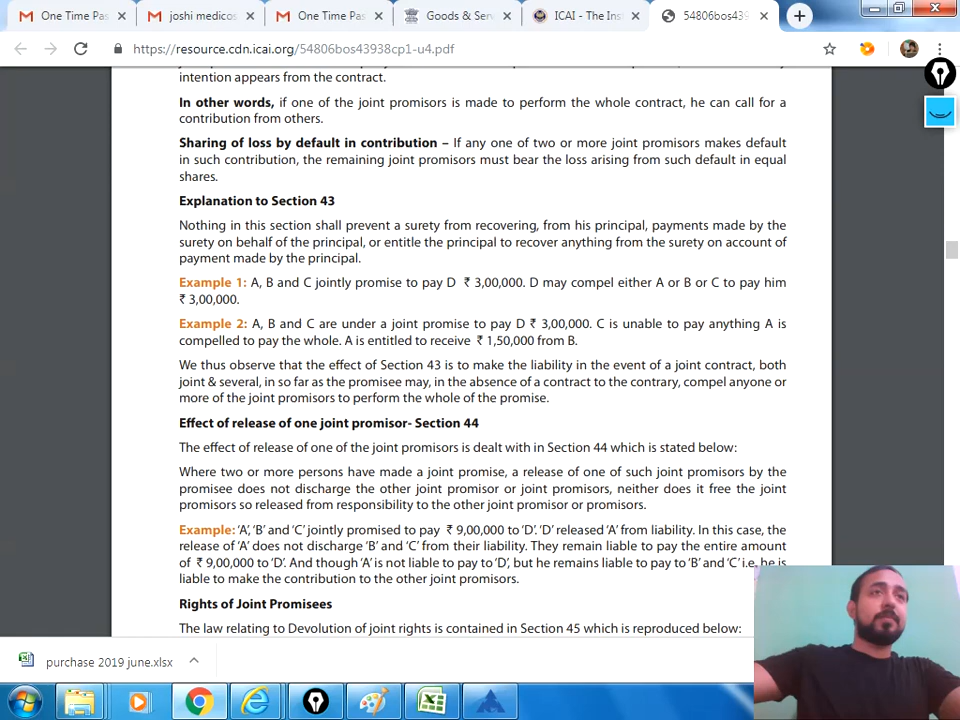 One Time Pas
joshi medicos
One Time Pas
Goods & Serv
ICAI - The Ins
54806bos439
https://resource.cdn.icai.org/54806bos43938cp1-u4.pdf
intention appears from the contract.
In other words, if one of the joint promisors is made to perform the whole contract, he can call for a
contribution from others.
Sharing of loss by default in contribution – If any one of two or more joint promisors makes default
in such contribution, the remaining joint promisors must bear the loss arising from such default in equal
shares.
Explanation to Section 43
Nothing in this section shall prevent a surety from recovering, from his principal, payments made by the
surety on behalf of the principal, or entitle the principal to recover anything from the surety on account of
payment made by the principal.
Example 1: A, B and C jointly promise to pay D ₹ 3,00,000. D may compel either A or B or C to pay him
₹ 3,00,000.
Example 2: A, B and C are under a joint promise to pay D ₹ 3,00,000. C is unable to pay anything A is
compelled to pay the whole. A is entitled to receive ₹ 1,50,000 from B.
We thus observe that the effect of Section 43 is to make the liability in the event of a joint contract, both
joint & several, in so far as the promisee may, in the absence of a contract to the contrary, compel anyone or
more of the joint promisors to perform the whole of the promise.
Effect of release of one joint promisor- Section 44
The effect of release of one of the joint promisors is dealt with in Section 44 which is stated below:
Where two or more persons have made a joint promise, a release of one of such joint promisors by the
promisee does not discharge the other joint promisor or joint promisors, neither does it free the joint
promisors so released from responsibility to the other joint promisor or promisors.
Example: ‘A’, ‘B’ and ‘C’ jointly promised to pay ₹ 9,00,000 to ‘D’. ‘D’ released ‘A’ from liability. In this case, the
release of ‘A’ does not discharge ‘B’ and ‘C’ from their liability. They remain liable to pay the entire amount
of ₹ 9,00,000 to ‘D’. And though ‘A’ is not liable to pay to ‘D’, but he remains liable to pay to ‘B’ and ‘C’ i.e. he is
liable to make the contribution to the other joint promisors.
Rights of Joint Promisees
The law relating to Devolution of joint rights is contained in Section 45 which is reproduced below:
purchase 2019 june.xlsx